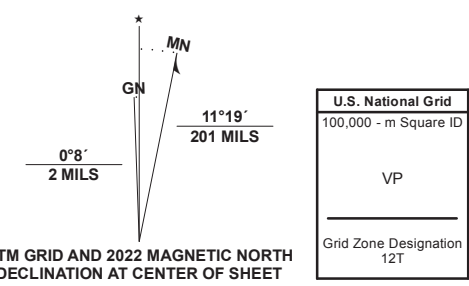 ★
MN
GN
11°19´
201 MILS
0°8´
2 MILS
TM GRID AND 2022 MAGNETIC NORTH
DECLINATION AT CENTER OF SHEET
U.S. National Grid
100,000 - m Square ID
VP
Grid Zone Designation
12T